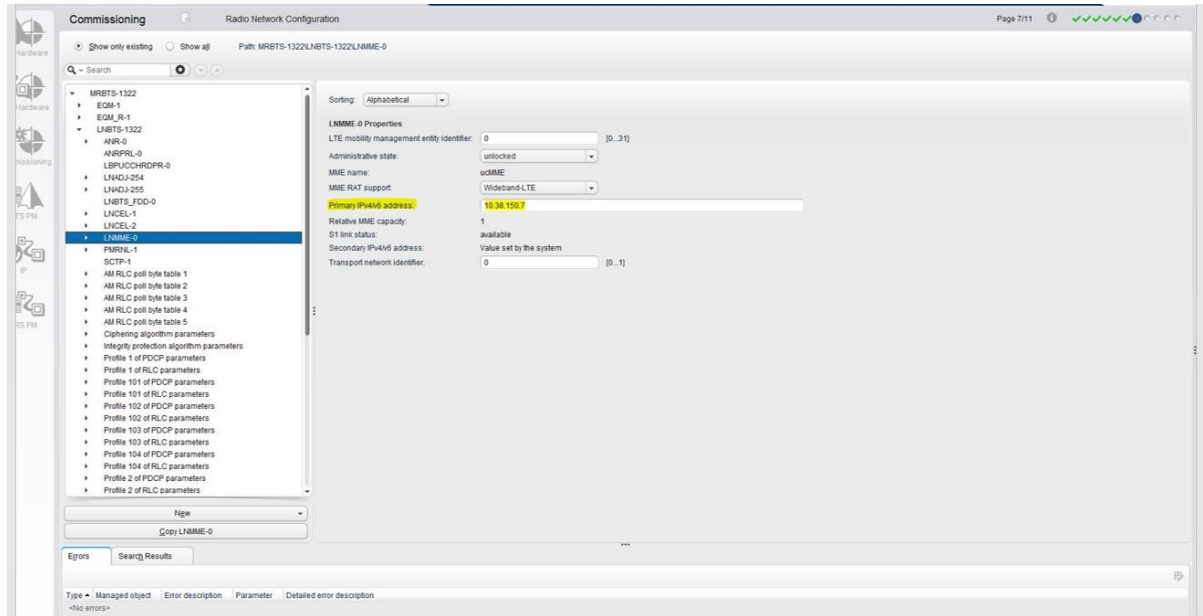 Commissioning Radio Network Configuration Page 7/11
Show only existing Show all Path: MRBTS-1322\LNBTS-1322\LNMME-0
Search
MRBTS-1322
EQM-1
EQM_R-1
LNBTS-1322
ANR-0
ANRPRL-0
LBPUCCHRDPR-0
LNADJ-254
LNADJ-255
LNBTS_FDD-0
LNCEL-1
LNCEL-2
LNMME-0
PMRNL-1
SCTP-1
AM RLC poll byte table 1
AM RLC poll byte table 2
AM RLC poll byte table 3
AM RLC poll byte table 4
AM RLC poll byte table 5
Ciphering algorithm parameters
Integrity protection algorithm parameters
Profile 1 of PDCP parameters
Profile 1 of RLC parameters
Profile 101 of PDCP parameters
Profile 101 of RLC parameters
Profile 102 of PDCP parameters
Profile 102 of RLC parameters
Profile 103 of PDCP parameters
Profile 103 of RLC parameters
Profile 104 of PDCP parameters
Profile 104 of RLC parameters
Profile 2 of PDCP parameters
Profile 2 of RLC parameters
New
Copy LNMME-0
Sorting: Alphabetical
LNMME-0 Properties
LTE mobility management entity identifier: 0 [0...31]
Administrative state: unlocked
MME name: ucMME
MME RAT support: Wideband-LTE
Primary IPv4/v6 address: 10.38.150.7
Relative MME capacity: 1
S1 link status: available
Secondary IPv4/v6 address: Value set by the system
Transport network identifier: 0 [0...1]
Errors Search Results
Type Managed object Error description Parameter Detailed error description
<No errors>
Hardware
Hardware
missioning
TS PM
IP
RS PM